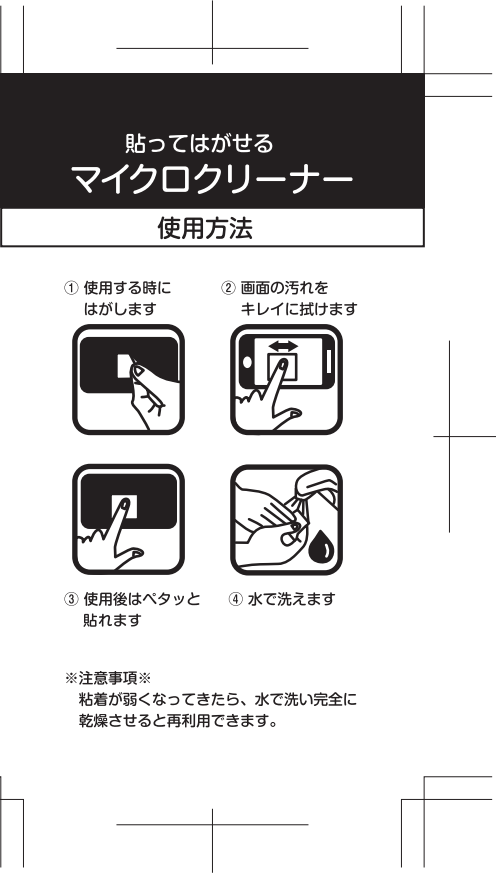 貼ってはがせる
マイクロクリーナー
使用方法
① 使用する時に
はがします
② 画面の汚れを
キレイに拭けます
③ 使用後はペタッと
貼れます
④ 水で洗えます
※注意事項※
粘着が弱くなってきたら、水で洗い完全に
乾燥させると再利用できます。